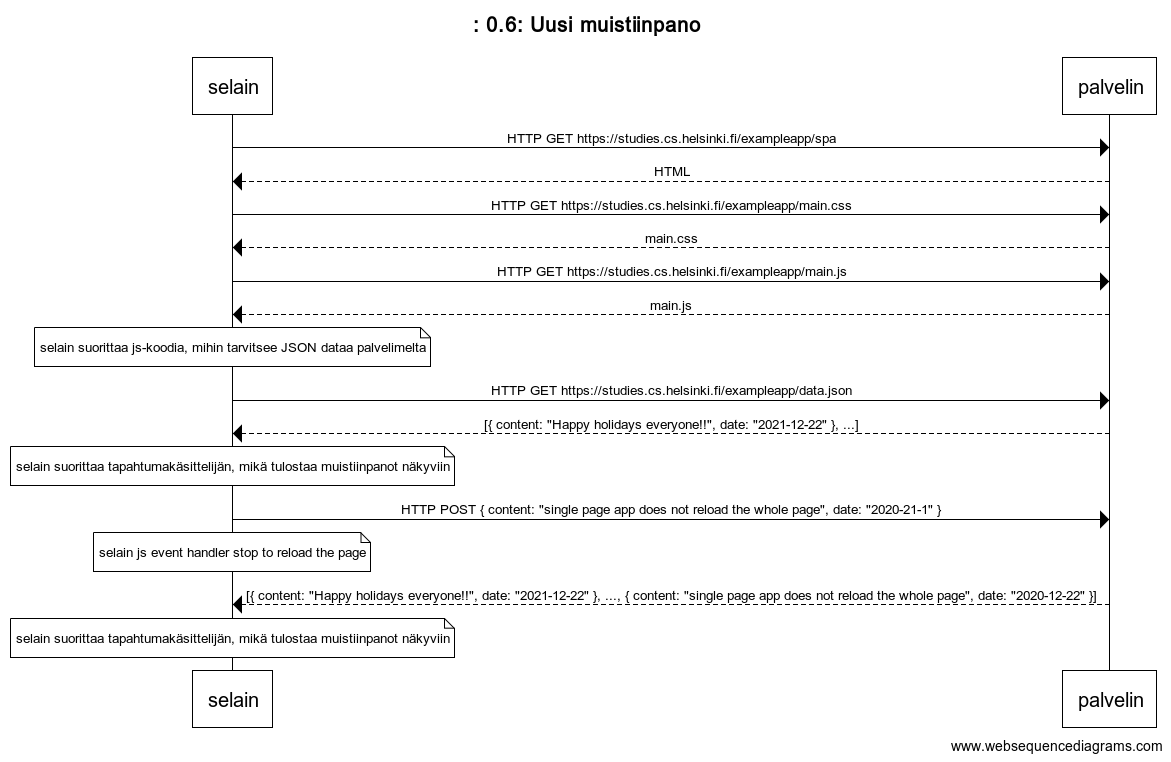 : 0.6: Uusi muistiinpano
selain
palvelin
HTTP GET https://studies.cs.helsinki.fi/exampleapp/spa
HTML
HTTP GET https://studies.cs.helsinki.fi/exampleapp/main.css
main.css
HTTP GET https://studies.cs.helsinki.fi/exampleapp/main.js
main.js
selain suorittaa js-koodia, mihin tarvitsee JSON dataa palvelimelta
HTTP GET https://studies.cs.helsinki.fi/exampleapp/data.json
[{ content: "Happy holidays everyone!!", date: "2021-12-22" }, ...]
selain suorittaa tapahtumakäsittelijän, mikä tulostaa muistiinpanot näkyviin
HTTP POST { content: "single page app does not reload the whole page", date: "2020-21-1" }
selain js event handler stop to reload the page
[{ content: "Happy holidays everyone!!", date: "2021-12-22" }, ..., { content: "single page app does not reload the whole page", date: "2020-12-22" }]
selain suorittaa tapahtumakäsittelijän, mikä tulostaa muistiinpanot näkyviin
selain
palvelin
www.websequencediagrams.com